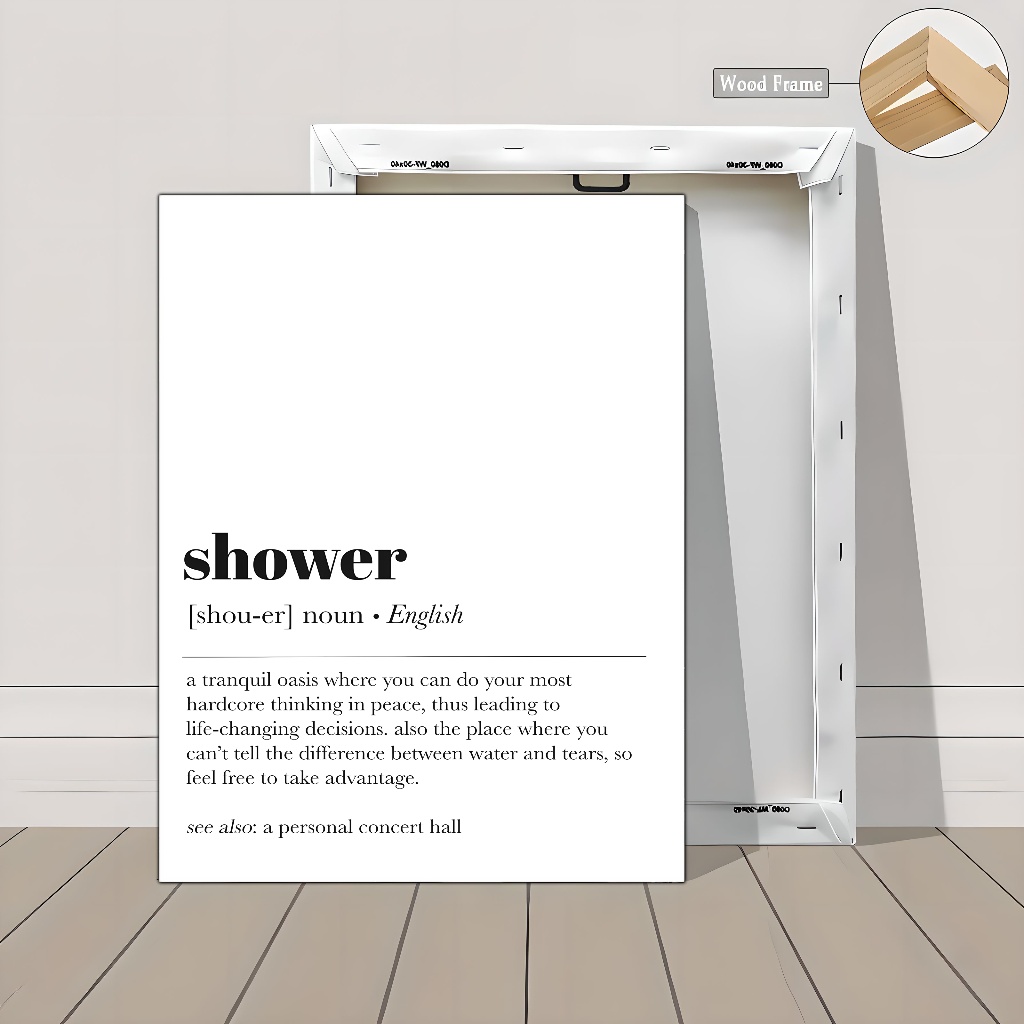 Wood Frame
shower
[shou-er] noun • English
a tranquil oasis where you can do your most
hardcore thinking in peace, thus leading to
life-changing decisions. also the place where you
can't tell the difference between water and tears, so
feel free to take advantage.
see also: a personal concert hall